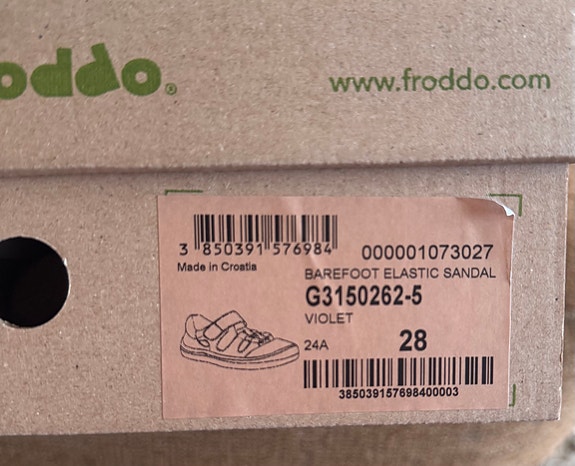 oddo®
www.froddo.com
3 850391 576984
000001073027
Made in Croatia
BAREFOOT ELASTIC SANDAL
G3150262-5
VIOLET
24A
28
385039157698400003